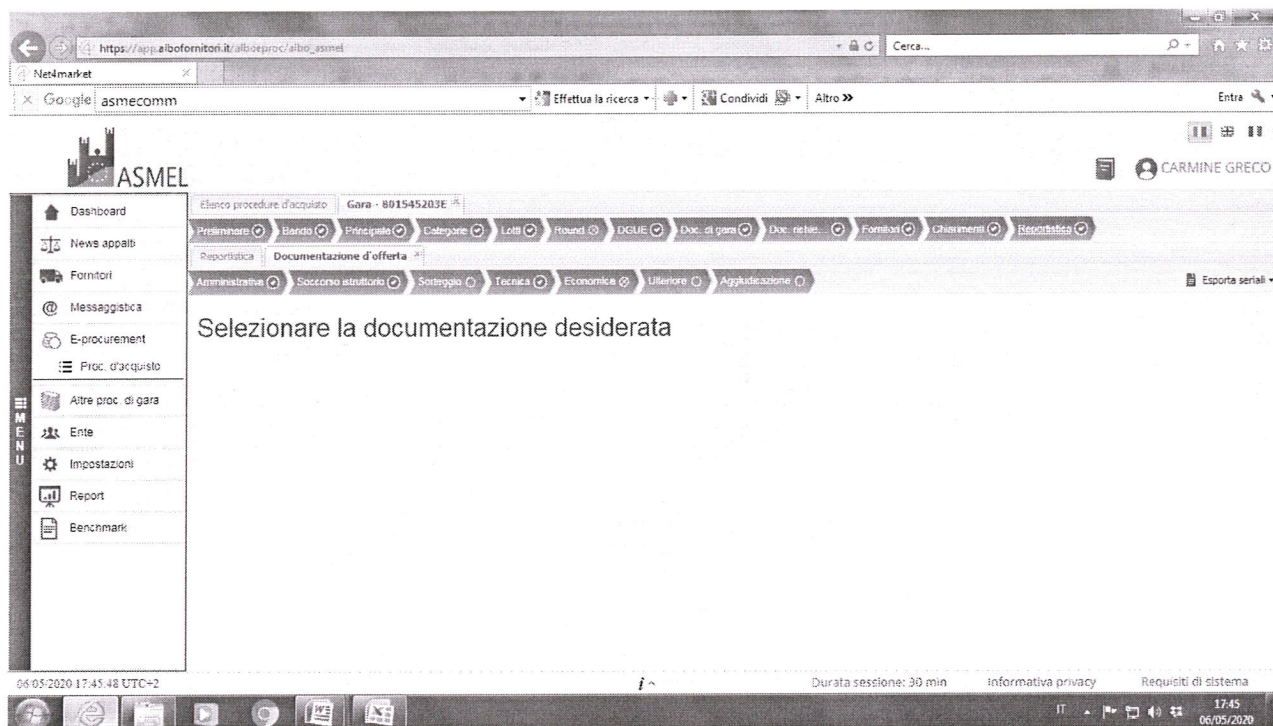 https://app.albofornitori.it/alboeproc/albo_asmel
Cerca...
Net4market
Google asmecomm
Effettua la ricerca
Condividi
Altro »
Entra
ASMEL
CARMINE GRECO
Elenco procedure d'acquisto
Gara - 801545203E
Preliminare
Bando
Principale
Categorie
Lotti
Round
DGUE
Doc. di gara
Doc. richie...
Fornitori
Chiarimenti
Reportistica
Reportistica
Documentazione d'offerta
Amministrativa
Soccorso istruttorio
Sorteggio
Tecnica
Economica
Ulteriore
Aggiudicazione
Esporta seriali
MENU
Dashboard
News appalti
Fornitori
Messaggistica
E-procurement
Proc. d'acquisto
Altre proc. di gara
Ente
Impostazioni
Report
Benchmark
Selezionare la documentazione desiderata
06/05/2020 17:45:48 UTC+2
i
Durata sessione: 30 min
Informativa privacy
Requisiti di sistema
IT
17:45
06/05/2020